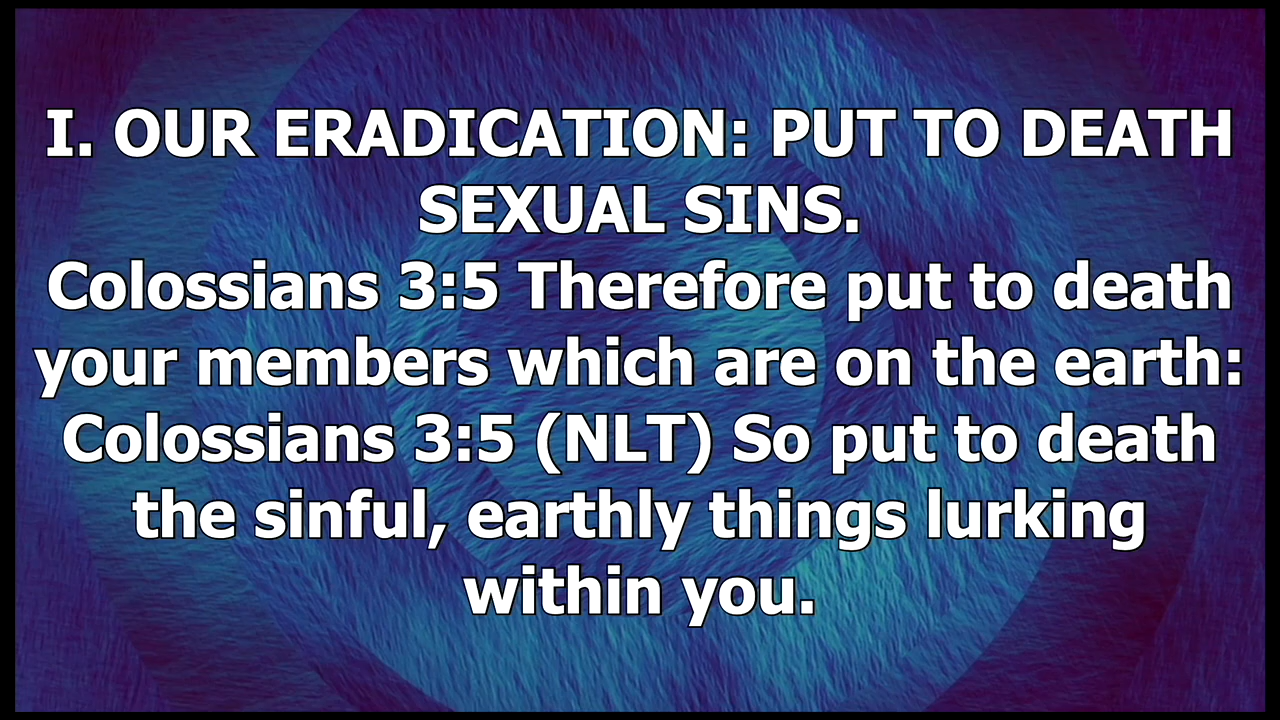 I. OUR ERADICATION: PUT TO DEATH
SEXUAL SINS.
Colossians 3:5 Therefore put to death
your members which are on the earth:
Colossians 3:5 (NLT) So put to death
the sinful, earthly things lurking
within you.